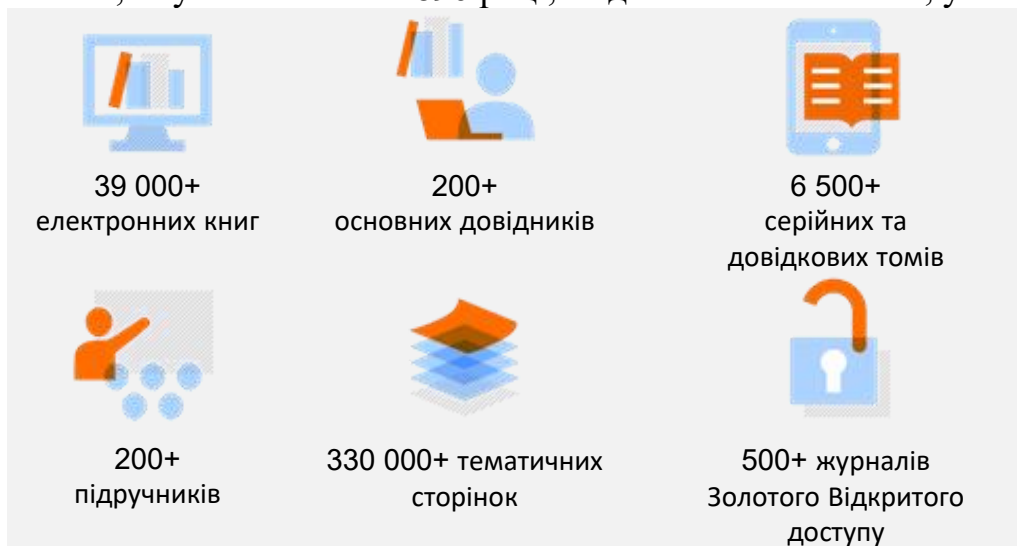 39 000+
електронних книг
200+
основних довідників
6 500+
серійних та
довідкових томів
200+
підручників
330 000+ тематичних
сторінок
500+ журналів
Золотого Відкритого
доступу